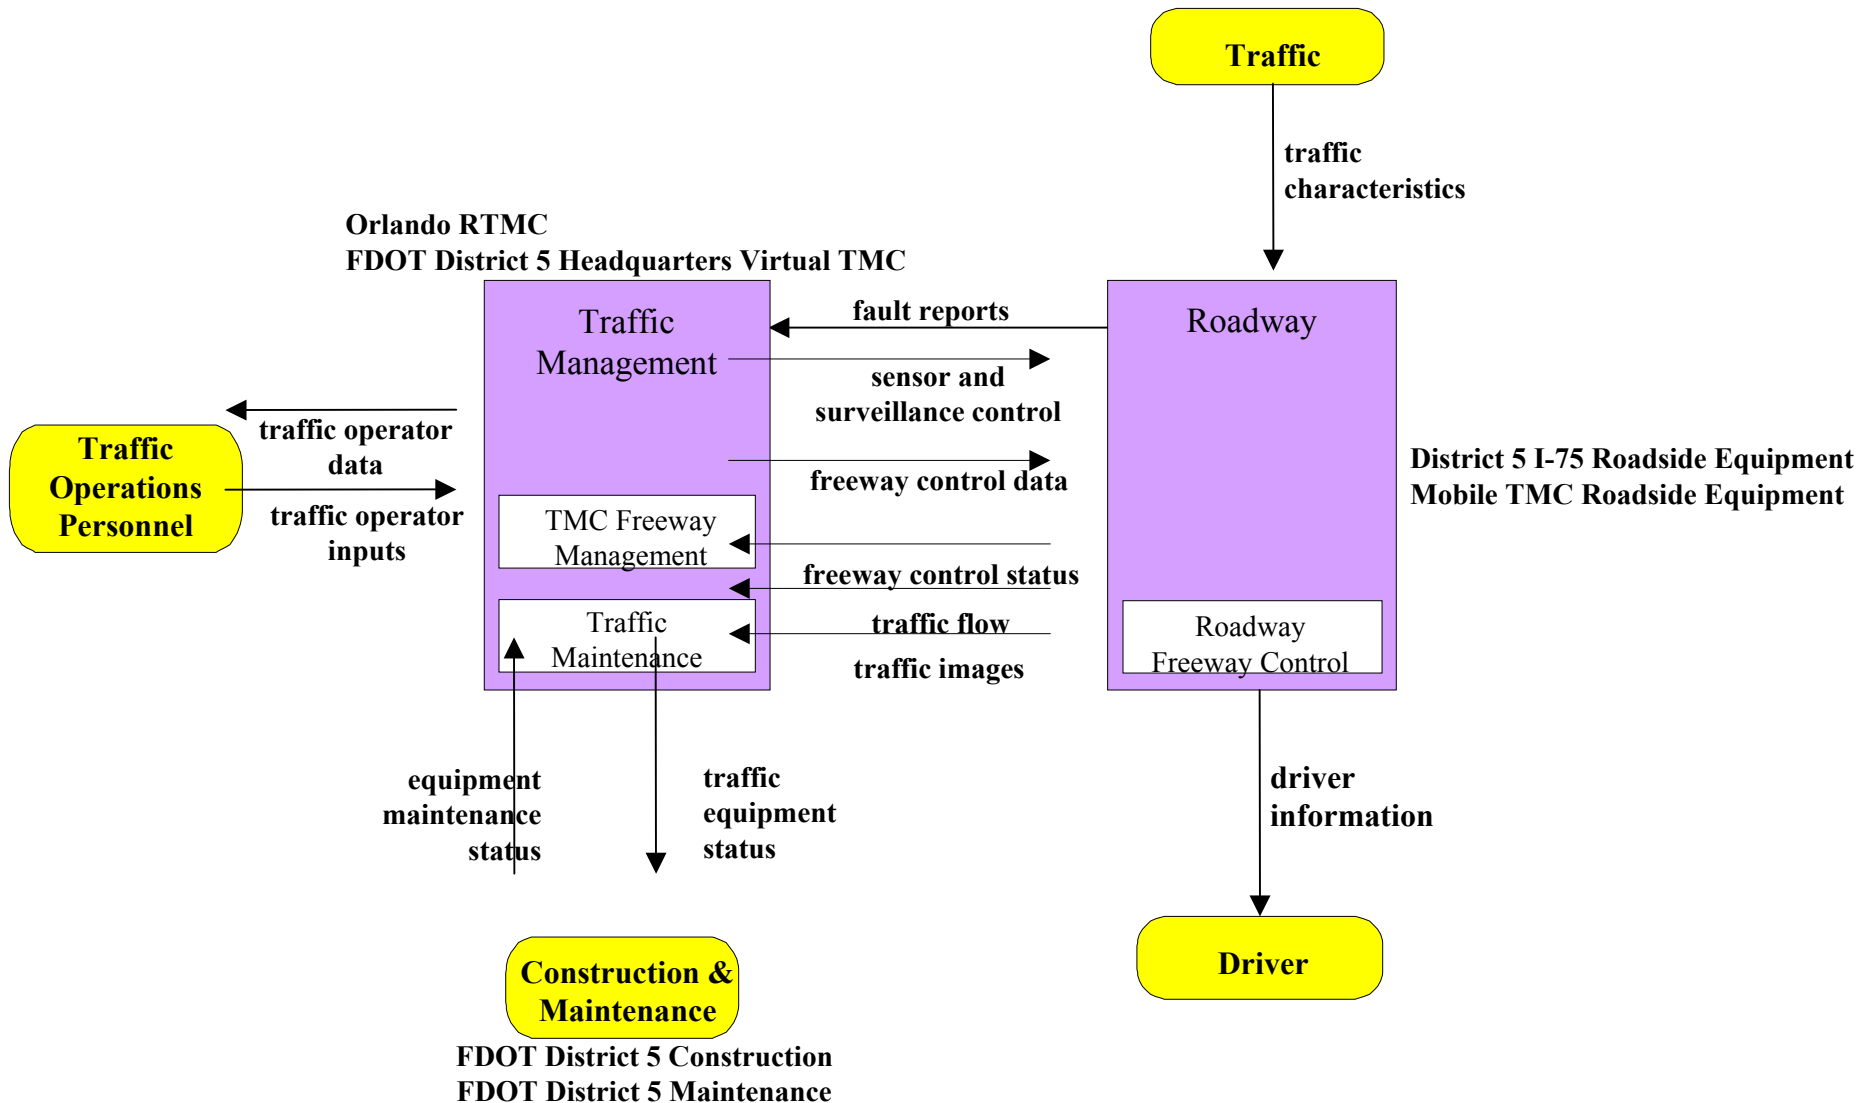 Traffic
traffic
characteristics
Orlando RTMC
FDOT District 5 Headquarters Virtual TMC
Traffic
Management
fault reports
Roadway
sensor and
surveillance control
traffic operator
data
Traffic
Operations
Personnel
traffic operator
inputs
freeway control data
District 5 I-75 Roadside Equipment
Mobile TMC Roadside Equipment
TMC Freeway
Management
freeway control status
Traffic
Maintenance
traffic flow
traffic images
Roadway
Freeway Control
equipment
maintenance
status
traffic
equipment
status
driver
information
Construction &
Maintenance
Driver
FDOT District 5 Construction
FDOT District 5 Maintenance